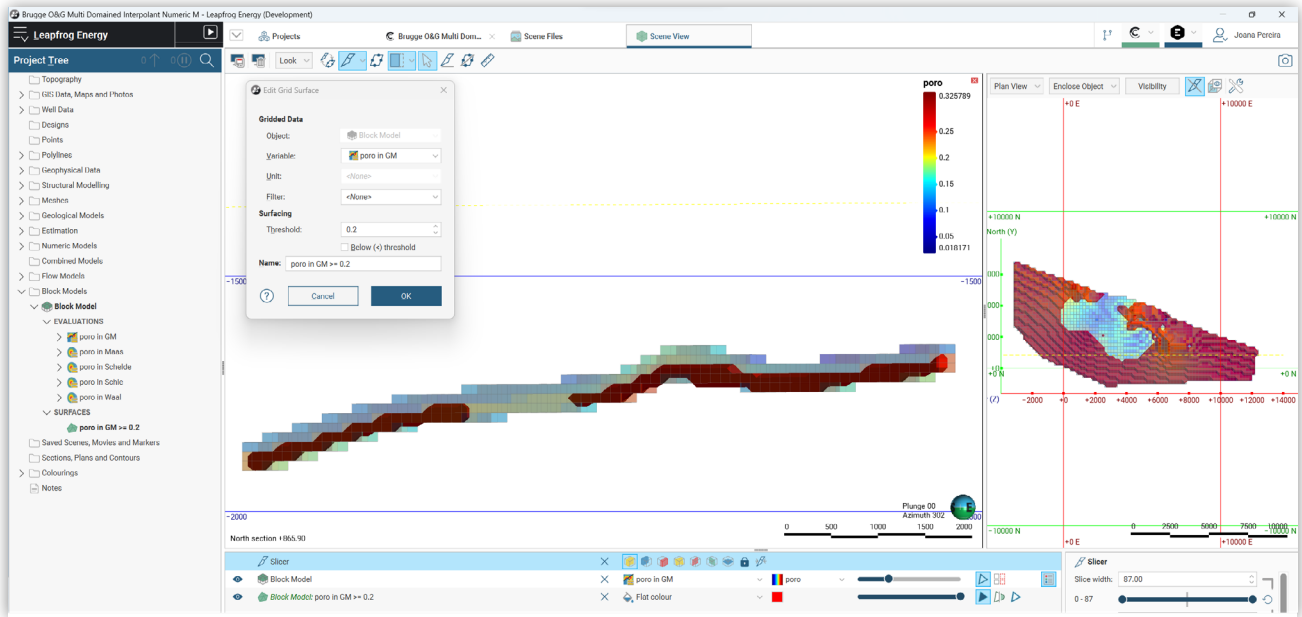 Brugge O&G Multi Domained Interpolant Numeric M - Leapfrog Energy (Development)
Leapfrog Energy
Projects
Brugge O&G Multi Dom...
Scene Files
Scene View
Joana Pereira
Project Tree
0
0
Look
Topography
GIS Data, Maps and Photos
Well Data
Designs
Points
Polylines
Geophysical Data
Structural Modelling
Meshes
Geological Models
Estimation
Numeric Models
Combined Models
Flow Models
Block Models
Block Model
EVALUATIONS
poro in GM
poro in Maas
poro in Schelde
poro in Schie
poro in Waal
SURFACES
poro in GM >= 0.2
Saved Scenes, Movies and Markers
Sections, Plans and Contours
Colourings
Notes
Edit Grid Surface
Gridded Data
Object: Block Model
Variable: poro in GM
Unit: <None>
Filter: <None>
Surfacing
Threshold: 0.2
Below (<) threshold
Name: poro in GM >= 0.2
Cancel OK
poro
0.325789
0.25
0.2
0.15
0.1
0.05
0.018171
-1500 -1500
-2000
Plunge 00
Azimuth 302
E
0 500 1000 1500 2000
North section +865.90
Plan View Enclose Object Visibility
+0 E +10000 E
+10000 N +10000 N
North (Y)
000
000
000
+0
+0 N +0 N
(Z) -2000 +0 +2000 +4000 +6000 +8000 +10000 +12000 +14000
0 2500 5000 7500 10000
-10000 N -10000 N
+0 E +10000 E
Slicer
Block Model poro in GM poro
Block Model: poro in GM >= 0.2 Flat colour
Slicer
Slice width: 87.00
0 - 87